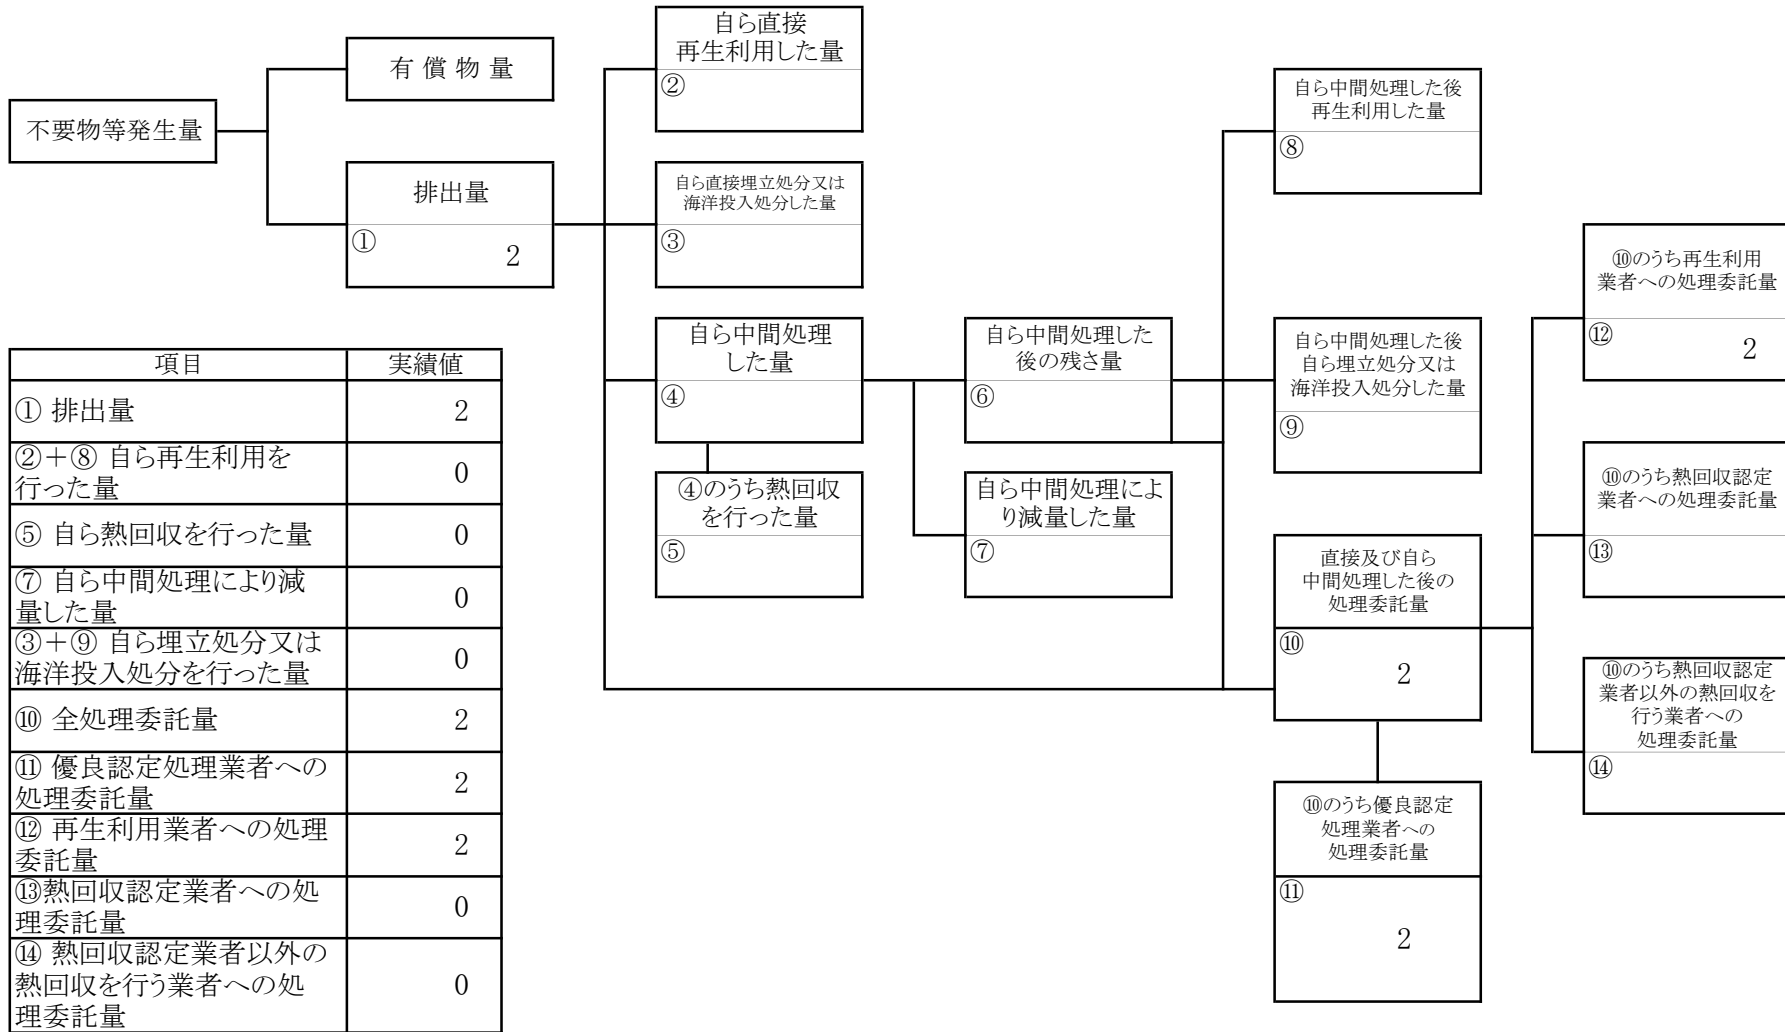 不要物等発生量
有 償 物 量
排出量
①
2
自ら直接
再生利用した量
②
自ら直接埋立処分又は
海洋投入処分した量
③
自ら中間処理
した量
④
④のうち熱回収
を行った量
⑤
自ら中間処理した
後の残さ量
⑥
自ら中間処理によ
り減量した量
⑦
自ら中間処理した後
再生利用した量
⑧
自ら中間処理した後
自ら埋立処分又は
海洋投入処分した量
⑨
直接及び自ら
中間処理した後の
処理委託量
⑩
2
⑩のうち優良認定
処理業者への
処理委託量
⑪
2
⑩のうち再生利用
業者への処理委託量
⑫
2
⑩のうち熱回収認定
業者への処理委託量
⑬
⑩のうち熱回収認定
業者以外の熱回収を
行う業者への
処理委託量
⑭
項目 実績値
① 排出量 2
②＋⑧ 自ら再生利用を
行った量 0
⑤ 自ら熱回収を行った量 0
⑦ 自ら中間処理により減
量した量 0
③＋⑨ 自ら埋立処分又は
海洋投入処分を行った量 0
⑩ 全処理委託量 2
⑪ 優良認定処理業者への
処理委託量 2
⑫ 再生利用業者への処理
委託量 2
⑬熱回収認定業者への処
理委託量 0
⑭ 熱回収認定業者以外の
熱回収を行う業者への処
理委託量 0